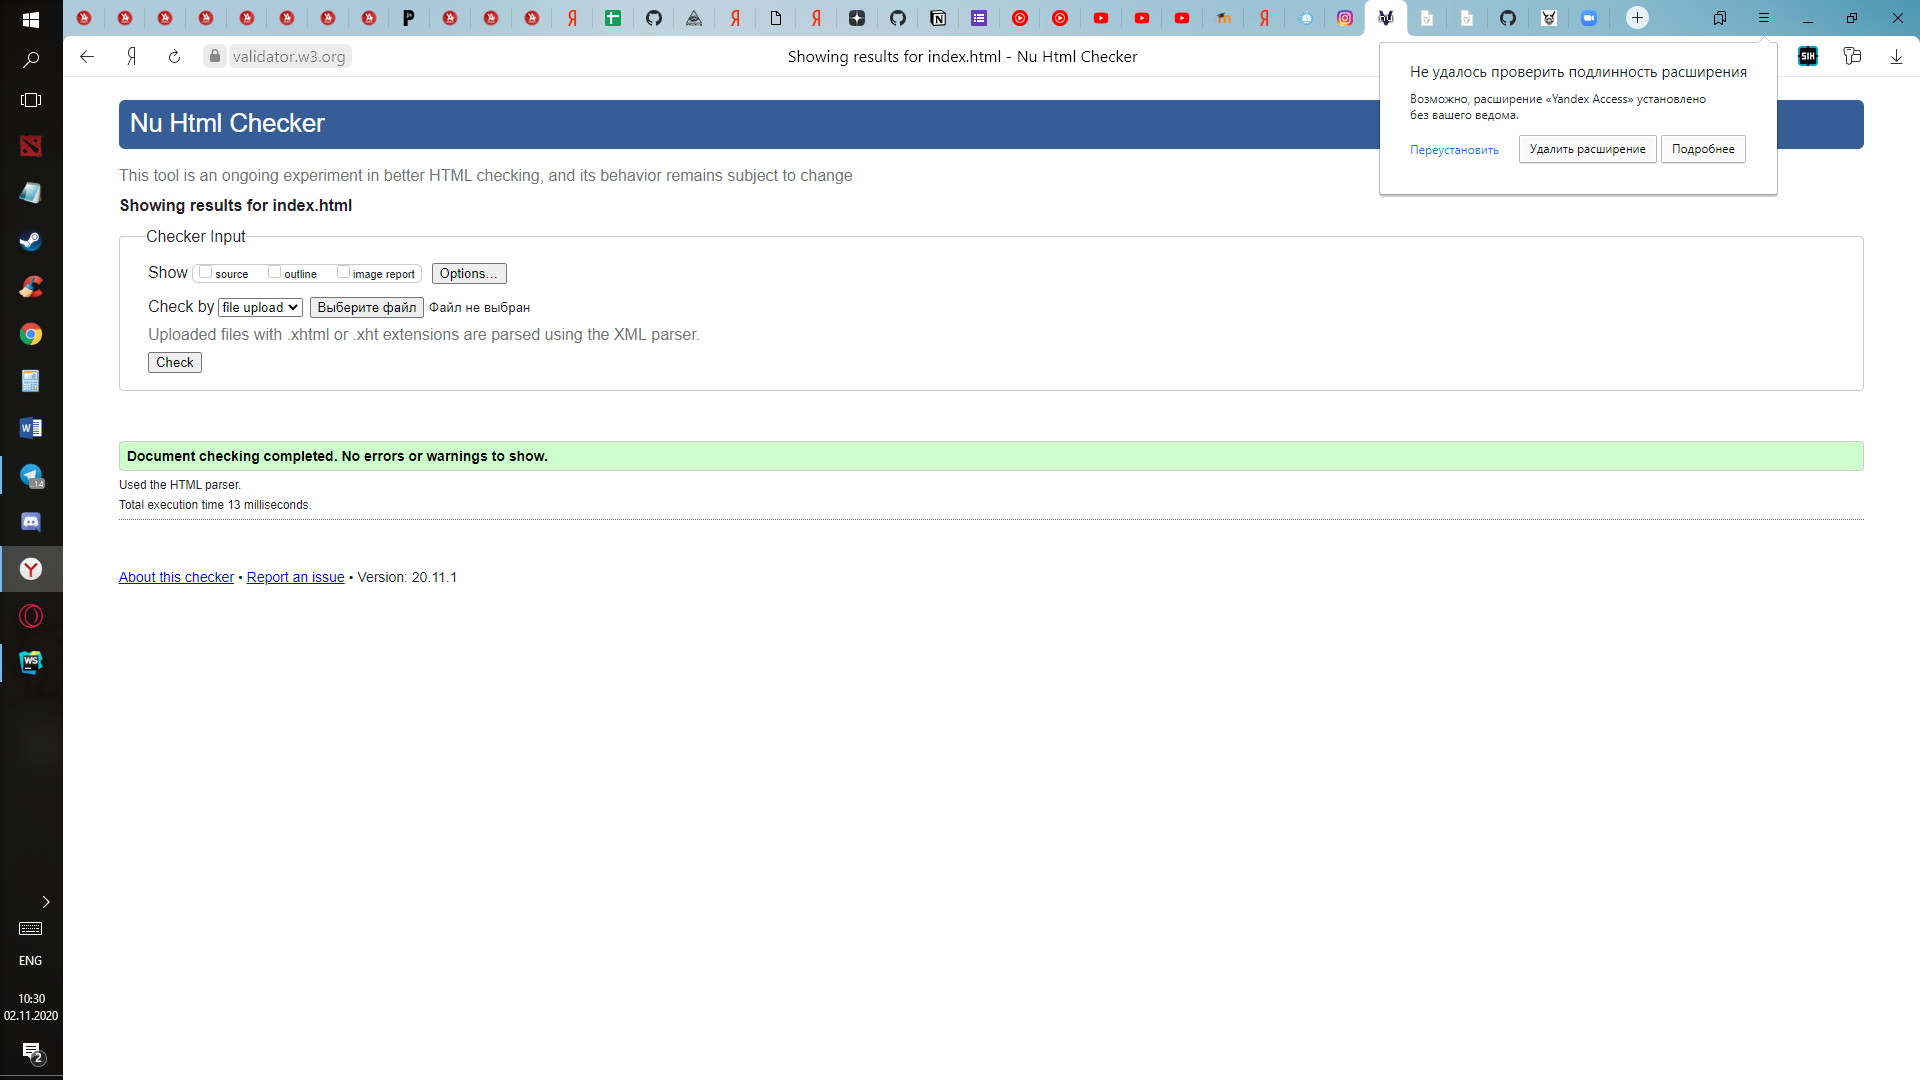 validator.w3.org
Showing results for index.html - Nu Html Checker
SIH
Не удалось проверить подлинность расширения
Возможно, расширение «Yandex Access» установлено
без вашего ведома.
Переустановить
Удалить расширение
Подробнее
Nu Html Checker
This tool is an ongoing experiment in better HTML checking, and its behavior remains subject to change
Showing results for index.html
Checker Input
Show source outline image report Options...
Check by file upload Выберите файл Файл не выбран
Uploaded files with .xhtml or .xht extensions are parsed using the XML parser.
Check
Document checking completed. No errors or warnings to show.
Used the HTML parser.
Total execution time 13 milliseconds.
About this checker • Report an issue • Version: 20.11.1
14
WS
ENG
10:30
02.11.2020
2